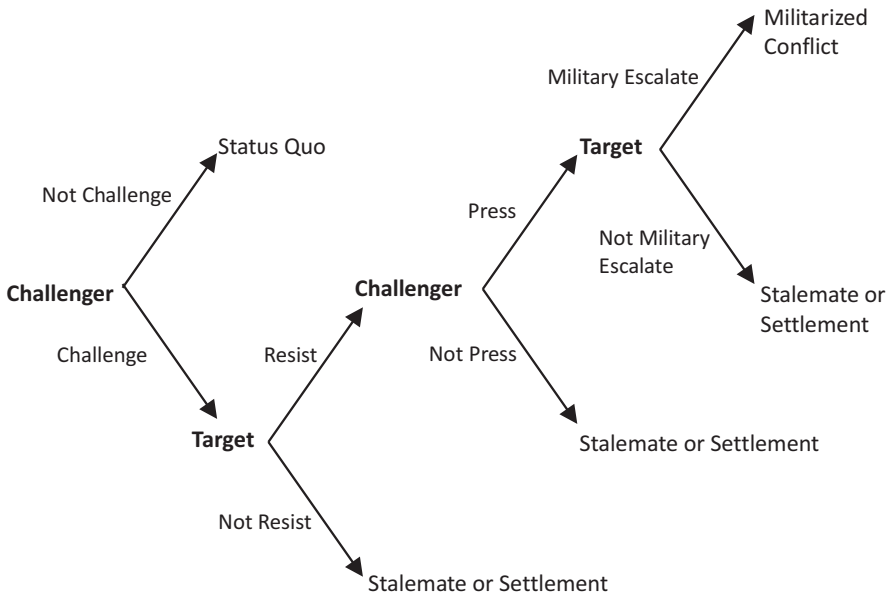 Militarized
Conflict
Military Escalate
Target
Status Quo
Not Challenge
Press
Not Military
Escalate
Challenger
Challenger
Stalemate or
Settlement
Challenge
Resist
Not Press
Target
Stalemate or Settlement
Not Resist
Stalemate or Settlement